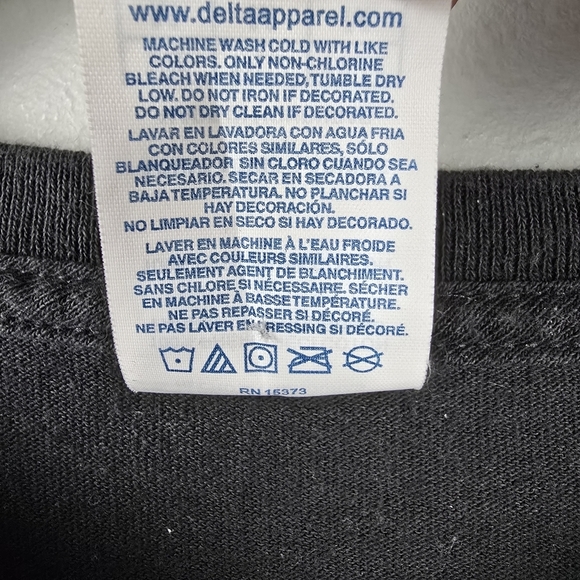 www.deltaapparel.com
MACHINE WASH COLD WITH LIKE
COLORS. ONLY NON-CHLORINE
BLEACH WHEN NEEDED, TUMBLE DRY
LOW. DO NOT IRON IF DECORATED.
DO NOT DRY CLEAN IF DECORATED.
LAVAR EN LAVADORA CON AGUA FRIA
CON COLORES SIMILARES, SÓLO
BLANQUEADOR SIN CLORO CUANDO SEA
NECESARIO. SECAR EN SECADORA A
BAJA TEMPERATURA. NO PLANCHAR SI
HAY DECORACIÓN.
NO LIMPIAR EN SECO SI HAY DECORADO.
LAVER EN MACHINE À L'EAU FROIDE
AVEC COULEURS SIMILAIRES.
SEULEMENT AGENT DE BLANCHIMENT.
SANS CHLORE SI NÉCESSAIRE. SÉCHER
EN MACHINE À BASSE TEMPÉRATURE.
NE PAS REPASSER SI DÉCORÉ.
NE PAS LAVER EN PRESSING SI DÉCORÉ.
RN 15373